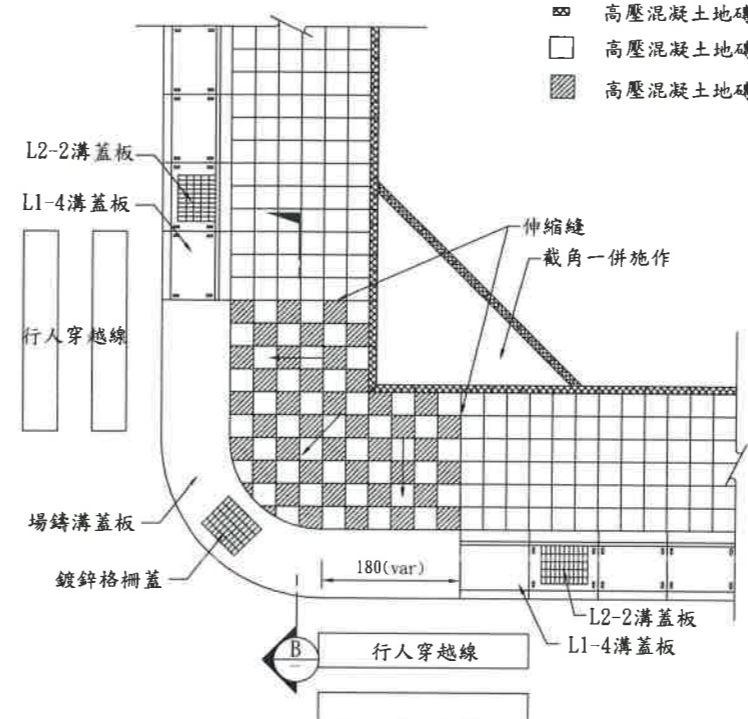 高壓混凝土地磚
高壓混凝土地磚
高壓混凝土地磚
L2-2溝蓋板
L1-4溝蓋板
伸縮縫
截角一併施作
行人穿越線
場鑄溝蓋板
鍍鋅格柵蓋
180(var)
L2-2溝蓋板
L1-4溝蓋板
B
行人穿越線